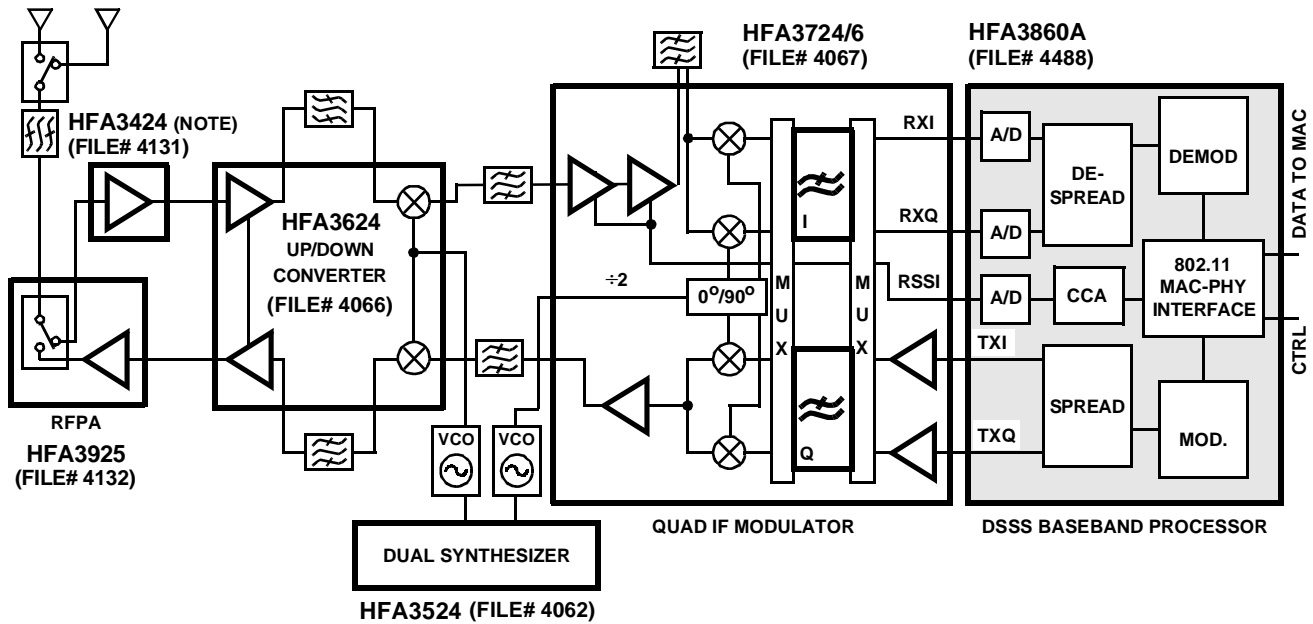 HFA3424 (NOTE)
(FILE# 4131)
HFA3624
UP/DOWN
CONVERTER
(FILE# 4066)
RFPA
HFA3925
(FILE# 4132)
VCO
VCO
DUAL SYNTHESIZER
HFA3524 (FILE# 4062)
HFA3724/6
(FILE# 4067)
÷2
0°/90°
M
U
X
I
Q
M
U
X
RXI
RXQ
RSSI
TXI
TXQ
QUAD IF MODULATOR
HFA3860A
(FILE# 4488)
A/D
A/D
A/D
DE-
SPREAD
CCA
DEMOD
802.11
MAC-PHY
INTERFACE
SPREAD
MOD.
DATA TO MAC
CTRL
DSSS BASEBAND PROCESSOR